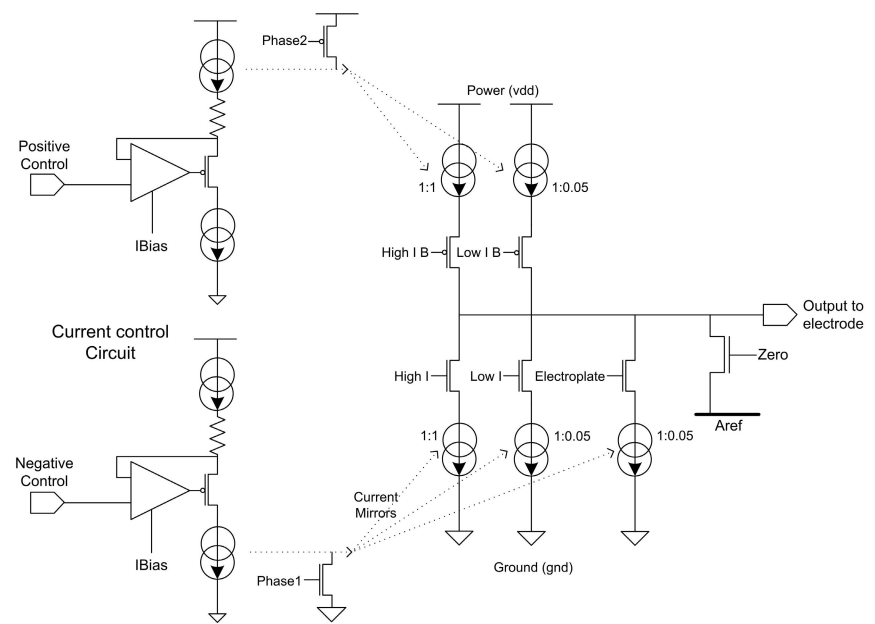 Phase2
Power (vdd)
Positive
Control
IBias
1:1
1:0.05
High I B
Low I B
Output to
electrode
Current control
Circuit
High I
Low I
Electroplate
Zero
Aref
1:1
1:0.05
1:0.05
Negative
Control
IBias
Current
Mirrors
Phase1
Ground (gnd)